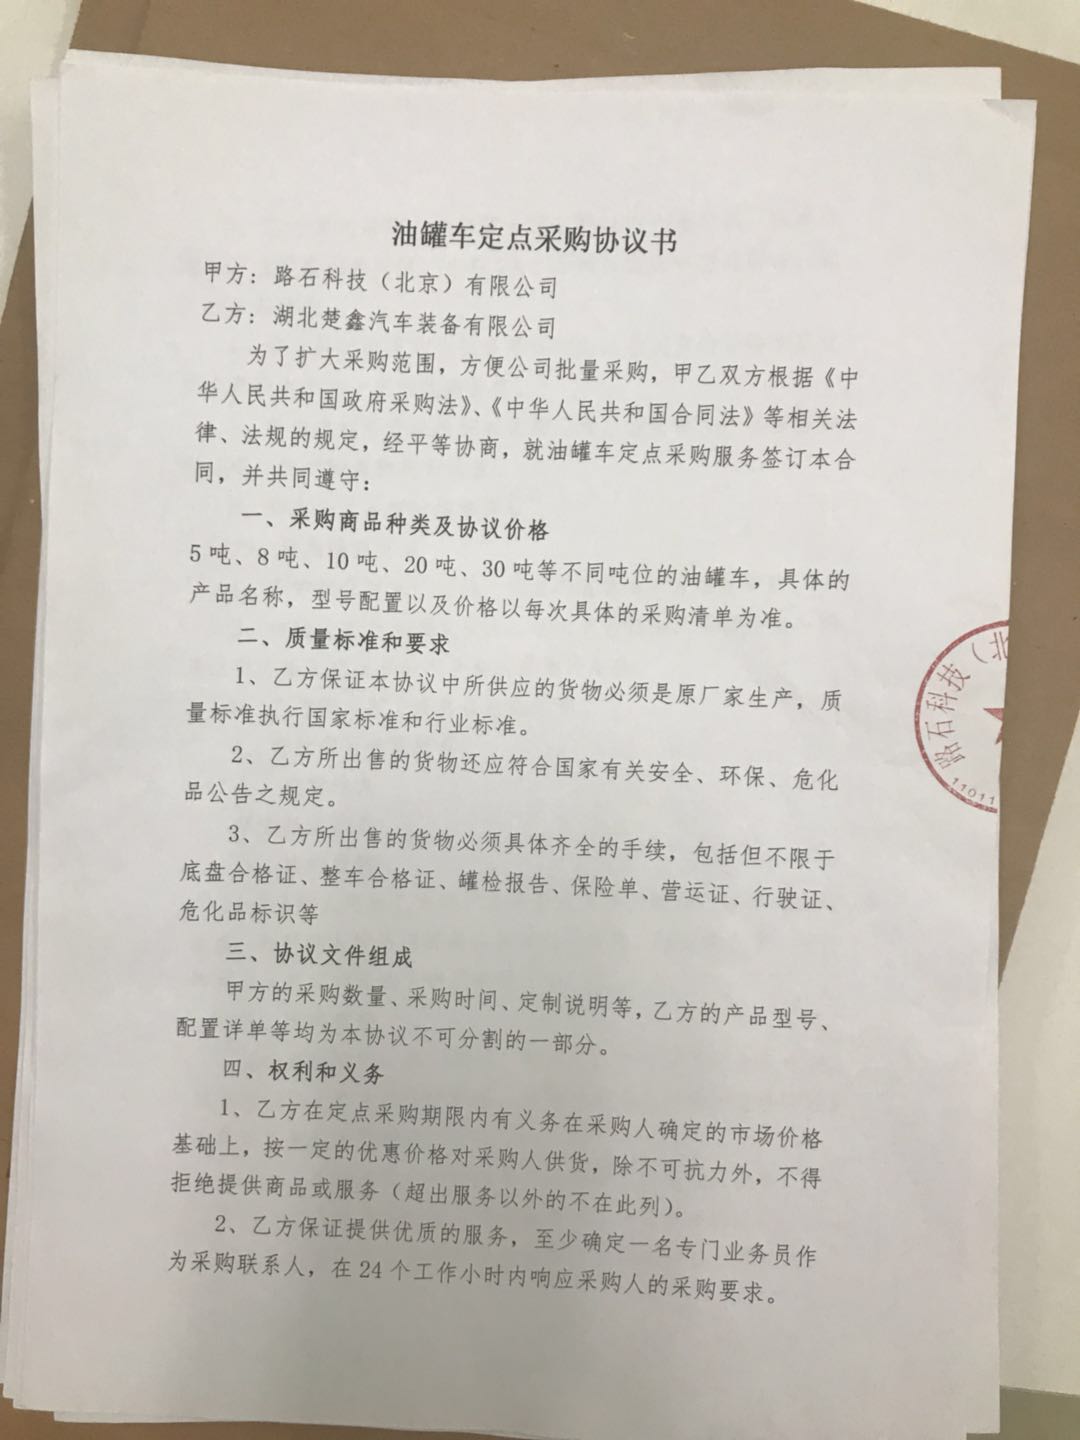 油罐车定点采购协议书
甲方：路石科技（北京）有限公司
乙方：湖北楚鑫汽车装备有限公司
为了扩大采购范围，方便公司批量采购，甲乙双方根据《中
华人民共和国政府采购法》、《中华人民共和国合同法》等相关法
律、法规的规定，经平等协商，就油罐车定点采购服务签订本合
同，并共同遵守：
一、采购商品种类及协议价格
5吨、8吨、10吨、20吨、30吨等不同吨位的油罐车，具体的
产品名称，型号配置以及价格以每次具体的采购清单为准。
二、质量标准和要求
1、乙方保证本协议中所供应的货物必须是原厂家生产，质
量标准执行国家标准和行业标准。
2、乙方所出售的货物还应符合国家有关安全、环保、危化
品公告之规定。
3、乙方所出售的货物必须具体齐全的手续，包括但不限于
底盘合格证、整车合格证、罐检报告、保险单、营运证、行驶证、
危化品标识等
三、协议文件组成
甲方的采购数量、采购时间、定制说明等，乙方的产品型号、
配置详单等均为本协议不可分割的一部分。
四、权利和义务
1、乙方在定点采购期限内有义务在采购人确定的市场价格
基础上，按一定的优惠价格对采购人供货，除不可抗力外，不得
拒绝提供商品或服务（超出服务以外的不在此列）。
2、乙方保证提供优质的服务，至少确定一名专门业务员作
为采购联系人，在24个工作小时内响应采购人的采购要求。
路石科技（北
11011